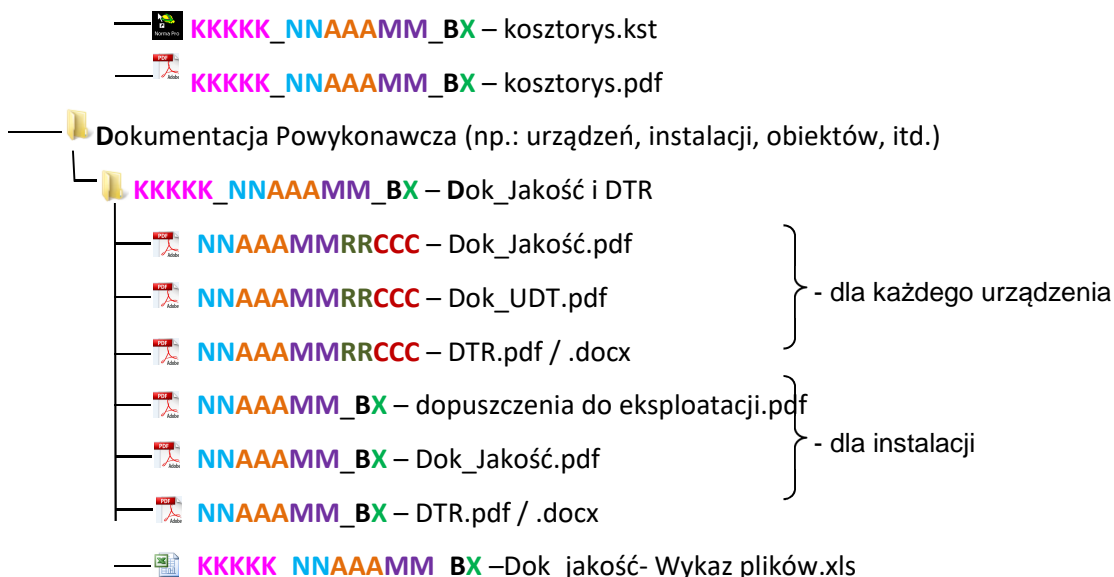 KKKKK_NNAAAMM_BX – kosztorys.kst
KKKKK_NNAAAMM_BX – kosztorys.pdf
Dokumentacja Powykonawcza (np.: urządzeń, instalacji, obiektów, itd.)
KKKKK_NNAAAMM_BX – Dok_Jakość i DTR
NNAAAMMRRCCC – Dok_Jakość.pdf
NNAAAMMRRCCC – Dok_UDT.pdf
- dla każdego urządzenia
NNAAAMMRRCCC – DTR.pdf / .docx
NNAAAMM_BX – dopuszczenia do eksploatacji.pdf
- dla instalacji
NNAAAMM_BX – Dok_Jakość.pdf
NNAAAMM_BX – DTR.pdf / .docx
KKKKK_NNAAAMM_BX –Dok_jakość- Wykaz plików.xls